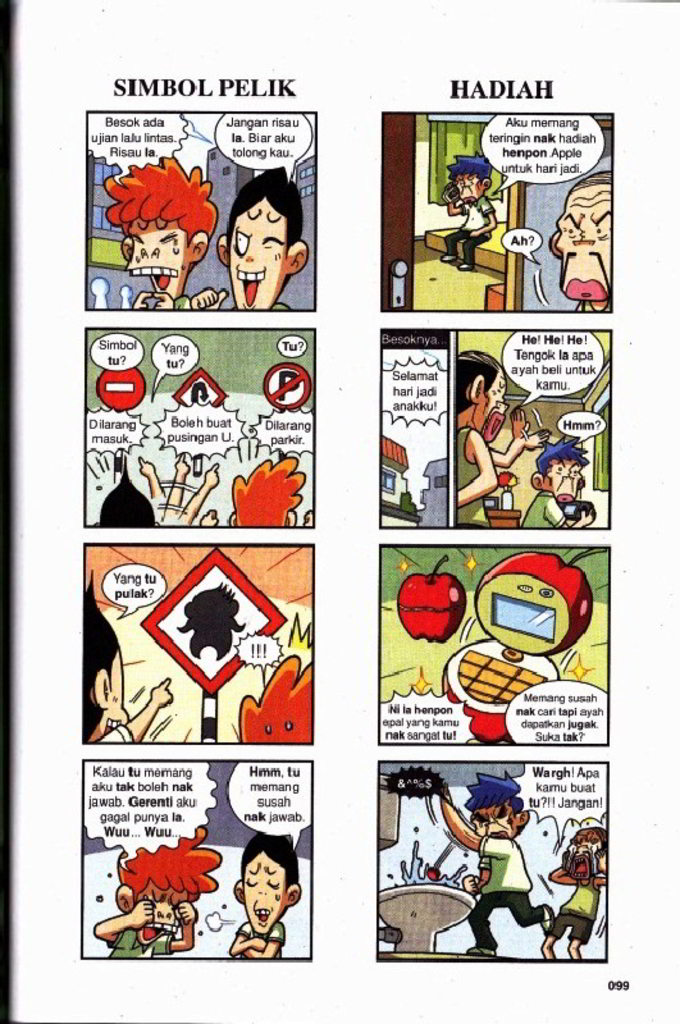 SIMBOL PELIK
Besok ada
ujian lalu lintas.
Risau la.
Jangan risau
la. Biar aku
tolong kau.
Simbol
tu?
Yang
tu?
Tu?
Dilarang
masuk.
Boleh buat
pusingan U.
Dilarang
parkir.
Yang tu
pulak?
!!!
Kalau tu memang
aku tak boleh nak
jawab. Gerenti aku
gagal punya la.
Wuu... Wuu...
Hmm, tu
memang
susah
nak jawab.
HADIAH
Aku memang
teringin nak hadiah
henpon Apple
untuk hari jadi.
Ah?
Besoknya...
Selamat
hari jadi
anakku!
He! He! He!
Tengok la apa
ayah beli untuk
kamu.
Hmm?
Ni la henpon
epal yang kamu
nak sangat tu!
Memang susah
nak cari tapi ayah
dapatkan jugak.
Suka tak?
&^%$
Wargh! Apa
kamu buat
tu?!! Jangan!
099